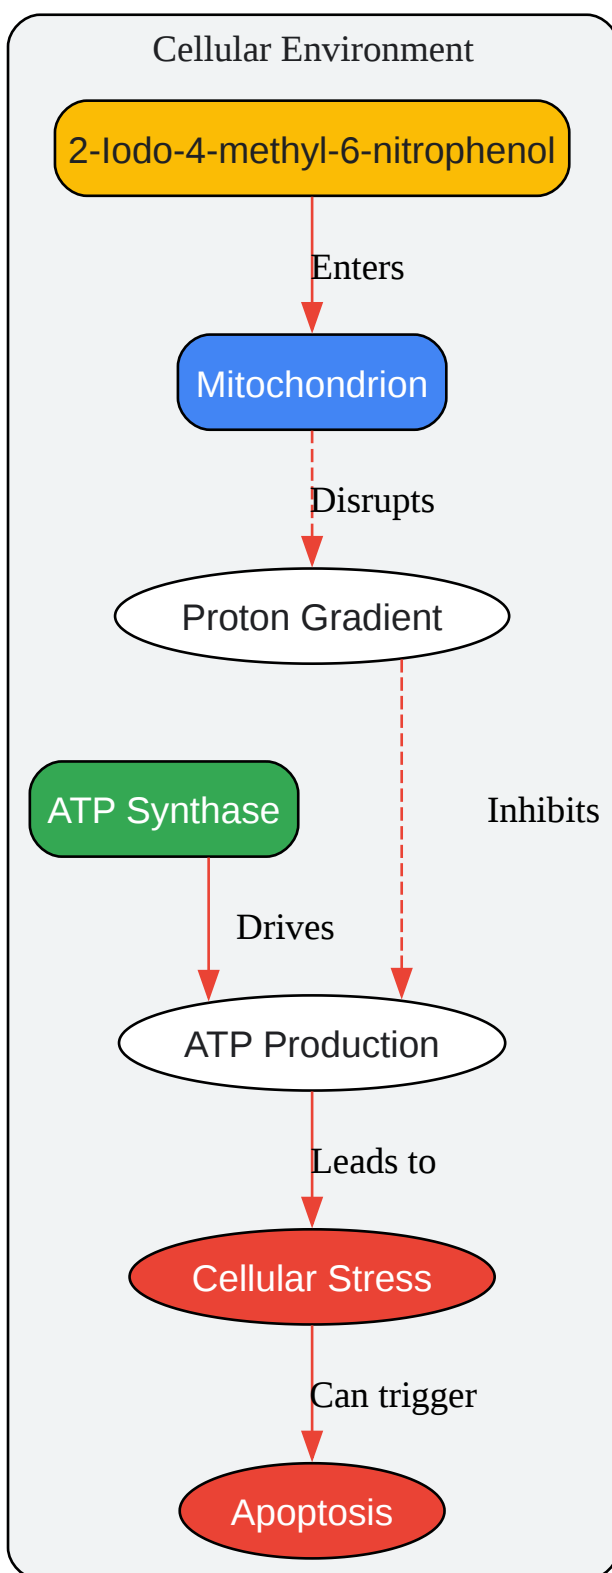 Cellular Environment
2-Iodo-4-methyl-6-nitrophenol
Enters
Mitochondrion
Disrupts
Proton Gradient
ATP Synthase
Inhibits
Drives
ATP Production
Leads to
Cellular Stress
Can trigger
Apoptosis